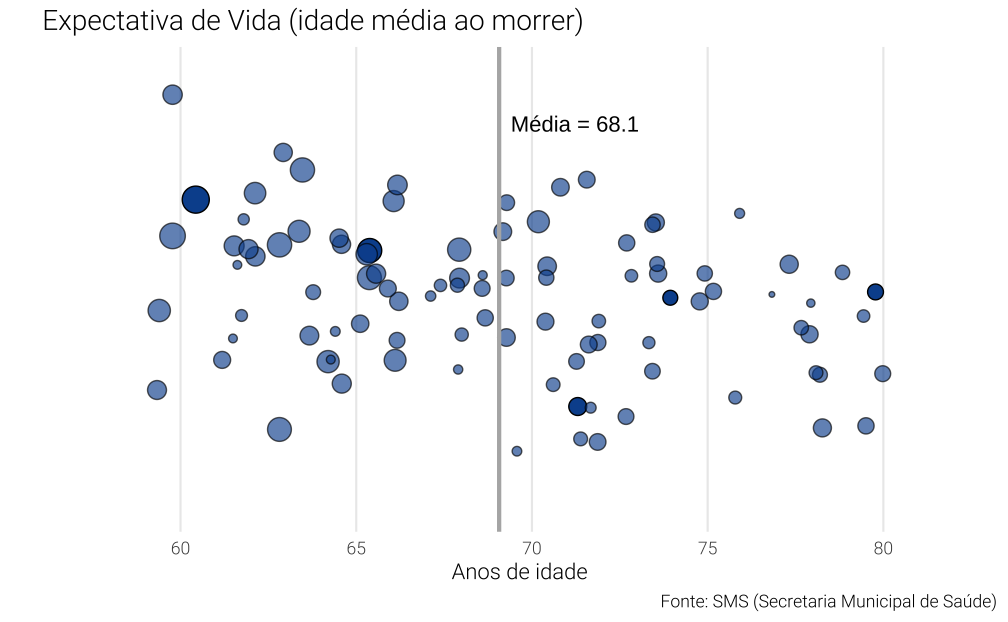 Expectativa de Vida (idade média ao morrer)
Média = 68.1
60 65 70 75 80
Anos de idade
Fonte: SMS (Secretaria Municipal de Saúde)